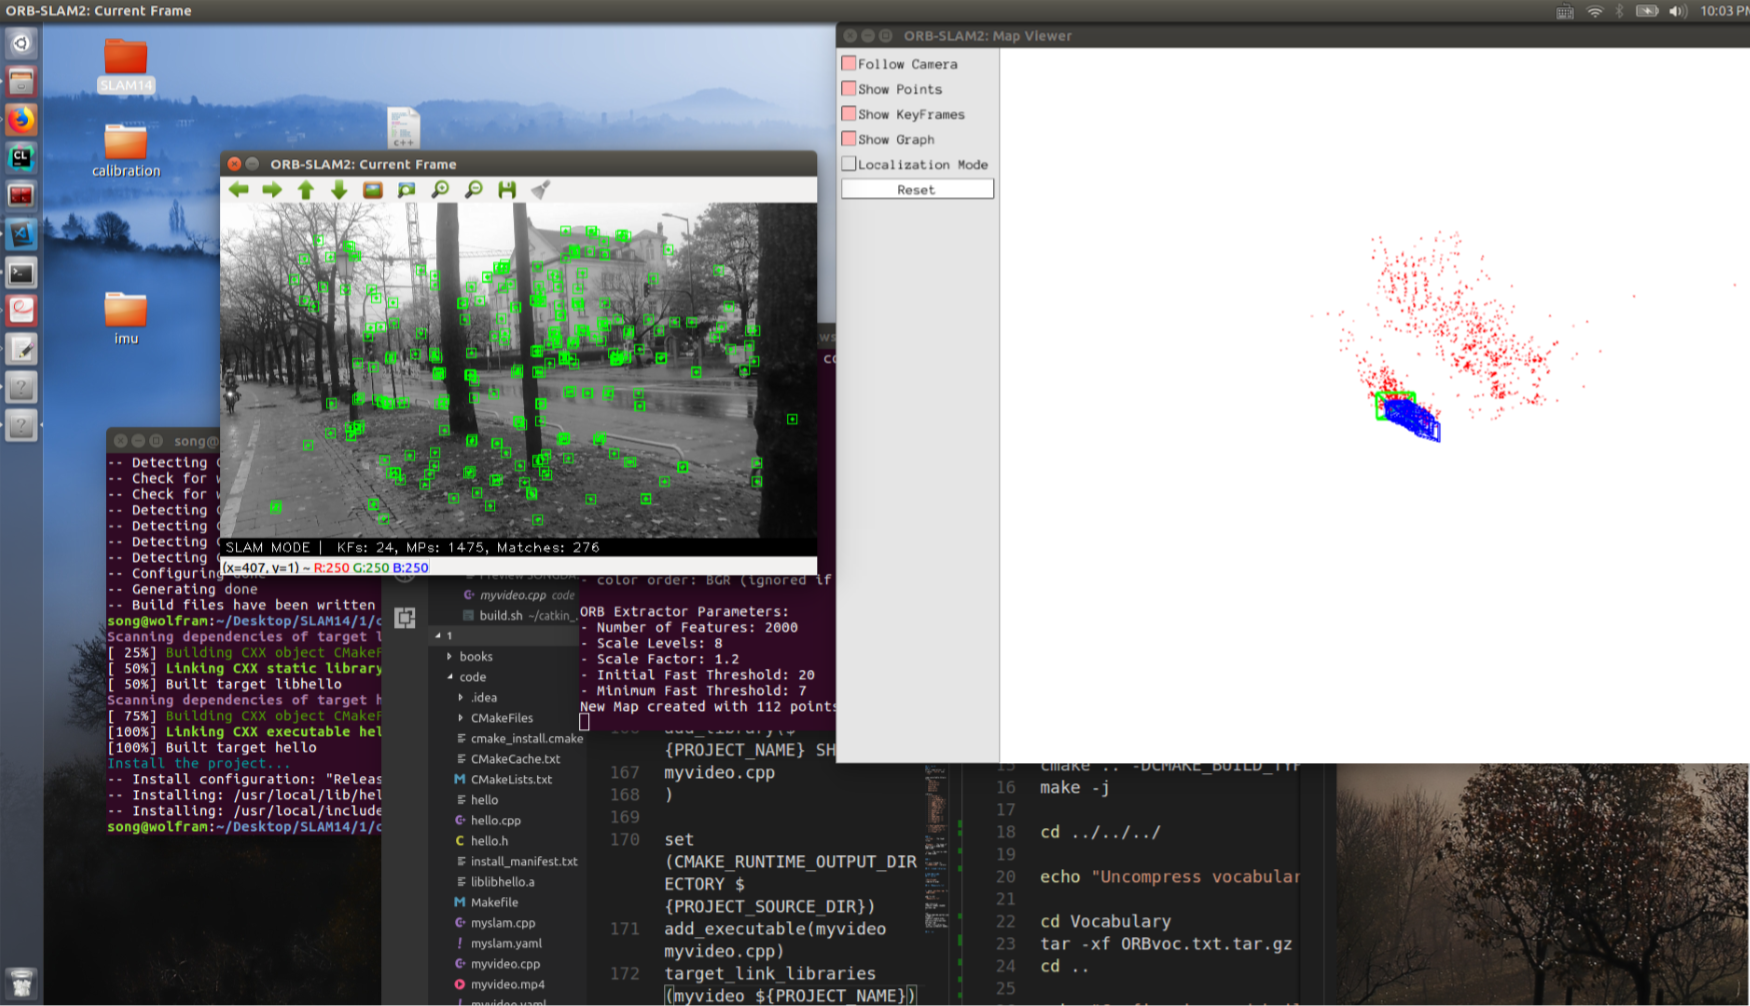 ORB-SLAM2: Current Frame
10:03 PM
SLAM14
calibration
imu
C++
CL
ORB-SLAM2: Current Frame
SLAM MODE |  KFs: 24, MPs: 1475, Matches: 276
(x=407, y=1) ~ R:250 G:250 B:250
ORB-SLAM2: Map Viewer
Follow Camera
Show Points
Show KeyFrames
Show Graph
Localization Mode
Reset
song@
-- Detecting
-- Check for
-- Check for
-- Detecting
-- Detecting
-- Detecting
-- Detecting
-- Configuring done
-- Generating done
-- Build files have been written
song@wolfram:~/Desktop/SLAM14/1/c
Scanning dependencies of target l
[ 25%] Building CXX object CMakeF
[ 50%] Linking CXX static library
[ 50%] Built target libhello
Scanning dependencies of target h
[ 75%] Building CXX object CMakeF
[100%] Linking CXX executable hel
[100%] Built target hello
Install the project...
-- Install configuration: "Releas
-- Installing: /usr/local/lib/hel
-- Installing: /usr/local/include
song@wolfram:~/Desktop/SLAM14/1/c
myvideo.cpp code
build.sh ~/catkin_
1
books
code
.idea
CMakeFiles
cmake_install.cmake
CMakeCache.txt
CMakeLists.txt
hello
hello.cpp
hello.h
install_manifest.txt
liblibhello.a
Makefile
myslam.cpp
myslam.yaml
myvideo.cpp
myvideo.mp4
myvideo.yaml
- color order: BGR (ignored if
ORB Extractor Parameters:
- Number of Features: 2000
- Scale Levels: 8
- Scale Factor: 1.2
- Initial Fast Threshold: 20
- Minimum Fast Threshold: 7
New Map created with 112 points
166 add_library($
{PROJECT_NAME} SH
167 myvideo.cpp
168 )
169
170 set
(CMAKE_RUNTIME_OUTPUT_DIR
ECTORY $
{PROJECT_SOURCE_DIR})
171 add_executable(myvideo
myvideo.cpp)
172 target_link_libraries
(myvideo ${PROJECT_NAME})
15 cmake .. -DCMAKE_BUILD_TYP
16 make -j
17
18 cd ../../../
19
20 echo "Uncompress vocabular
21
22 cd Vocabulary
23 tar -xf ORBvoc.txt.tar.gz
24 cd ..
25